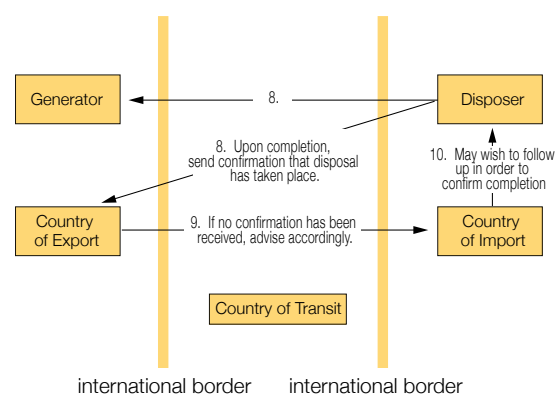 Generator
8.
Disposer
8. Upon completion,
send confirmation that disposal
has taken place.
10. May wish to follow
up in order to
confirm completion
Country
of Export
9. If no confirmation has been
received, advise accordingly.
Country
of Import
Country of Transit
international border
international border